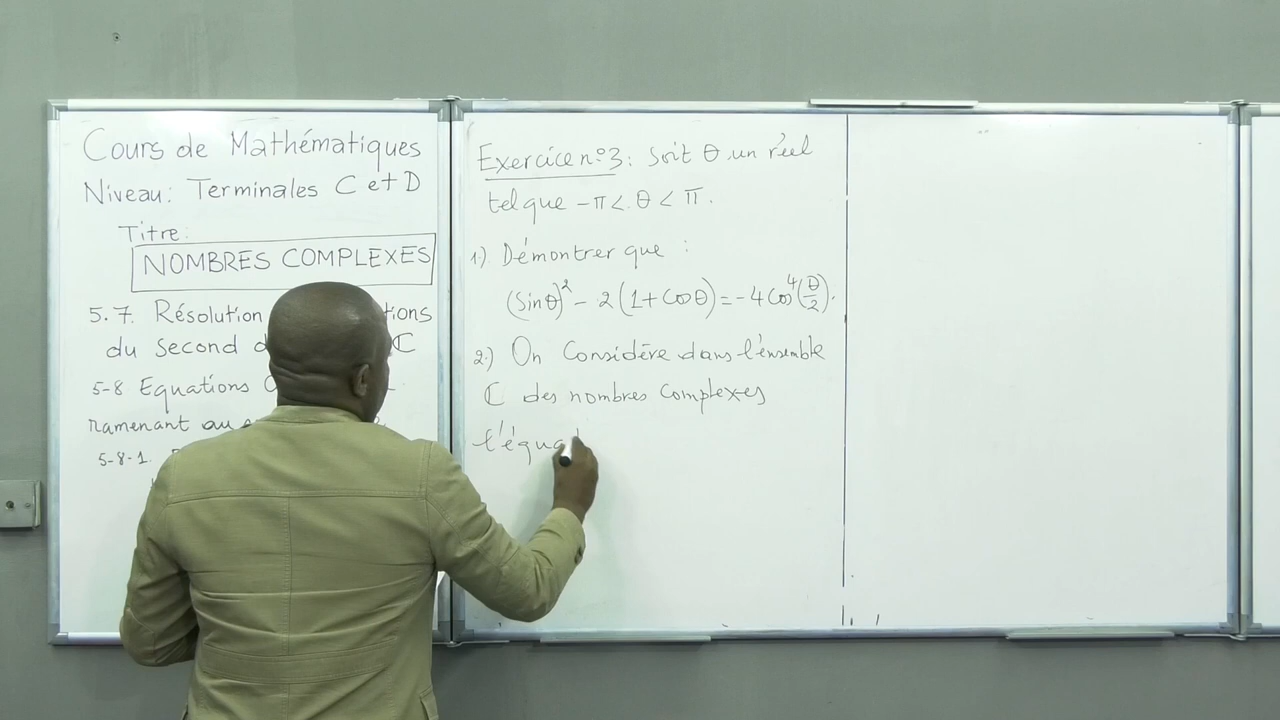 Cours de Mathématiques
Niveau: Terminales C et D
Titre:
NOMBRES COMPLEXES
5.7. Résolution
du Second ℂ
5-8 Equations
ramenant au
5-8-1.
Exercice n°3: Soit θ un réel
tel que -π < θ < π.
1) Démontrer que :
(Sinθ)² - 2(1+Cosθ) = -4Cos⁴(θ/2).
2) On Considère dans l'ensemble
ℂ des nombres Complexes